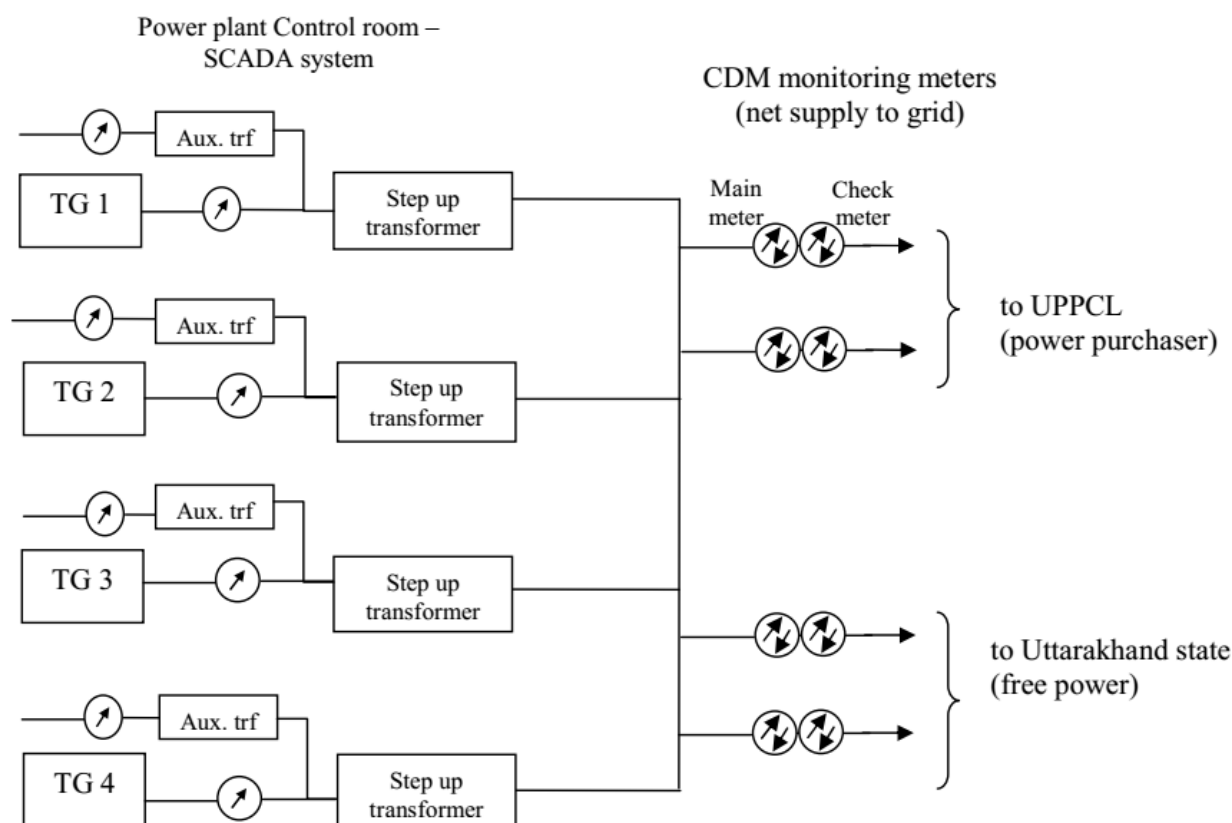 Power plant Control room –
SCADA system
CDM monitoring meters
(net supply to grid)
Aux. trf
TG 1
Step up
transformer
Main
meter
Check
meter
Aux. trf
TG 2
Step up
transformer
to UPPCL
(power purchaser)
Aux. trf
TG 3
Step up
transformer
to Uttarakhand state
(free power)
Aux. trf
TG 4
Step up
transformer